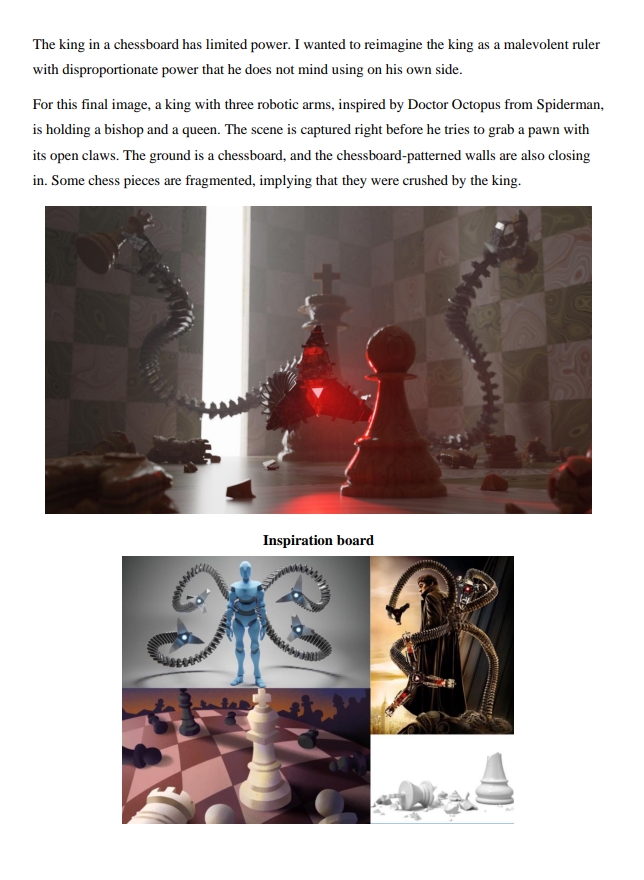 The king in a chessboard has limited power. I wanted to reimagine the king as a malevolent ruler
with disproportionate power that he does not mind using on his own side.
For this final image, a king with three robotic arms, inspired by Doctor Octopus from Spiderman,
is holding a bishop and a queen. The scene is captured right before he tries to grab a pawn with
its open claws. The ground is a chessboard, and the chessboard-patterned walls are also closing
in. Some chess pieces are fragmented, implying that they were crushed by the king.
Inspiration board